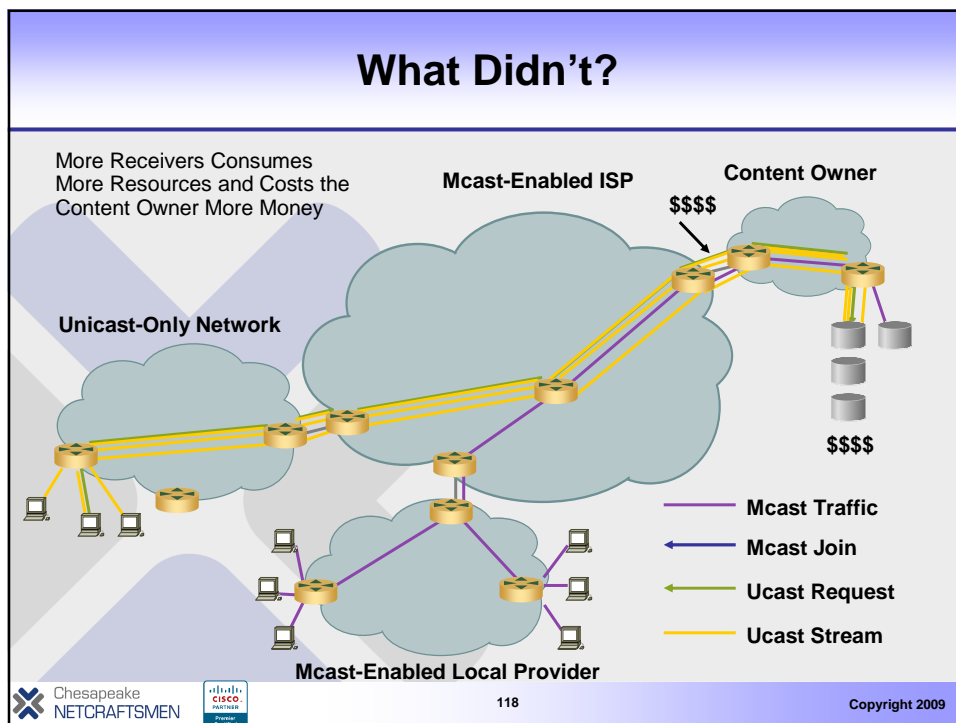 What Didn't?
More Receivers Consumes
More Resources and Costs the
Content Owner More Money
Mcast-Enabled ISP
Content Owner
$$$$
Unicast-Only Network
$$$$
Mcast Traffic
Mcast Join
Ucast Request
Ucast Stream
Mcast-Enabled Local Provider
Chesapeake
NETCRAFTSMEN
CISCO
PARTNER
Premier
118
Copyright 2009